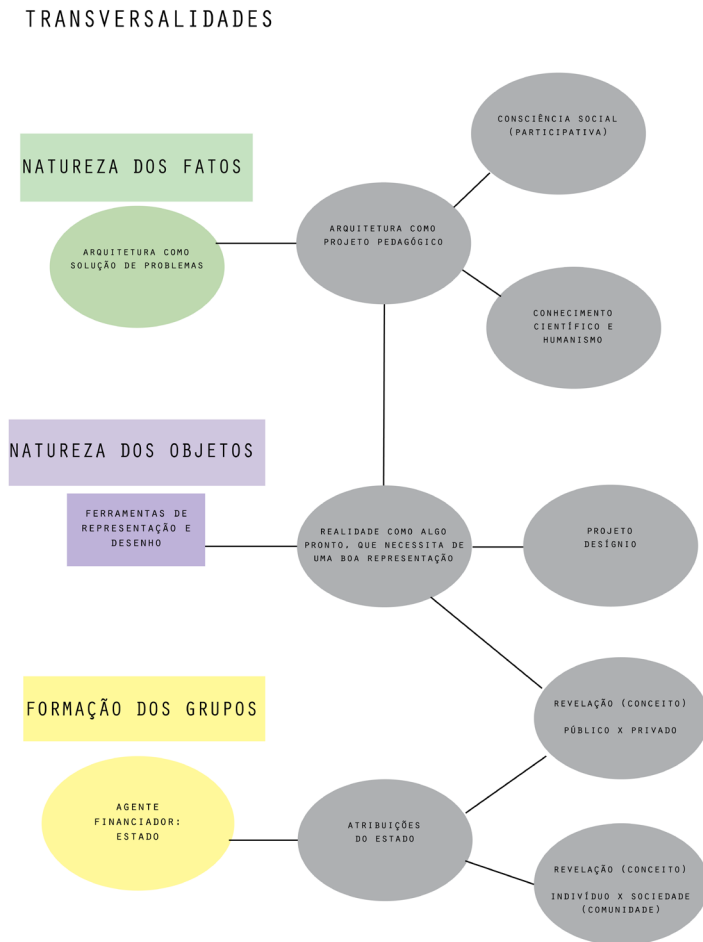 TRANSVERSALIDADES
NATUREZA DOS FATOS
ARQUITETURA COMO
SOLUÇÃO DE PROBLEMAS
ARQUITETURA COMO
PROJETO PEDAGÓGICO
CONSCIÊNCIA SOCIAL
(PARTICIPATIVA)
CONHECIMENTO
CIENTÍFICO E
HUMANISMO
NATUREZA DOS OBJETOS
FERRAMENTAS DE
REPRESENTAÇÃO E
DESENHO
REALIDADE COMO ALGO
PRONTO, QUE NECESSITA DE
UMA BOA REPRESENTAÇÃO
PROJETO
DESÍGNIO
REVELAÇÃO (CONCEITO)
PÚBLICO X PRIVADO
FORMAÇÃO DOS GRUPOS
AGENTE
FINANCIADOR:
ESTADO
ATRIBUIÇÕES
DO ESTADO
REVELAÇÃO (CONCEITO)
INDIVÍDUO X SOCIEDADE
(COMUNIDADE)